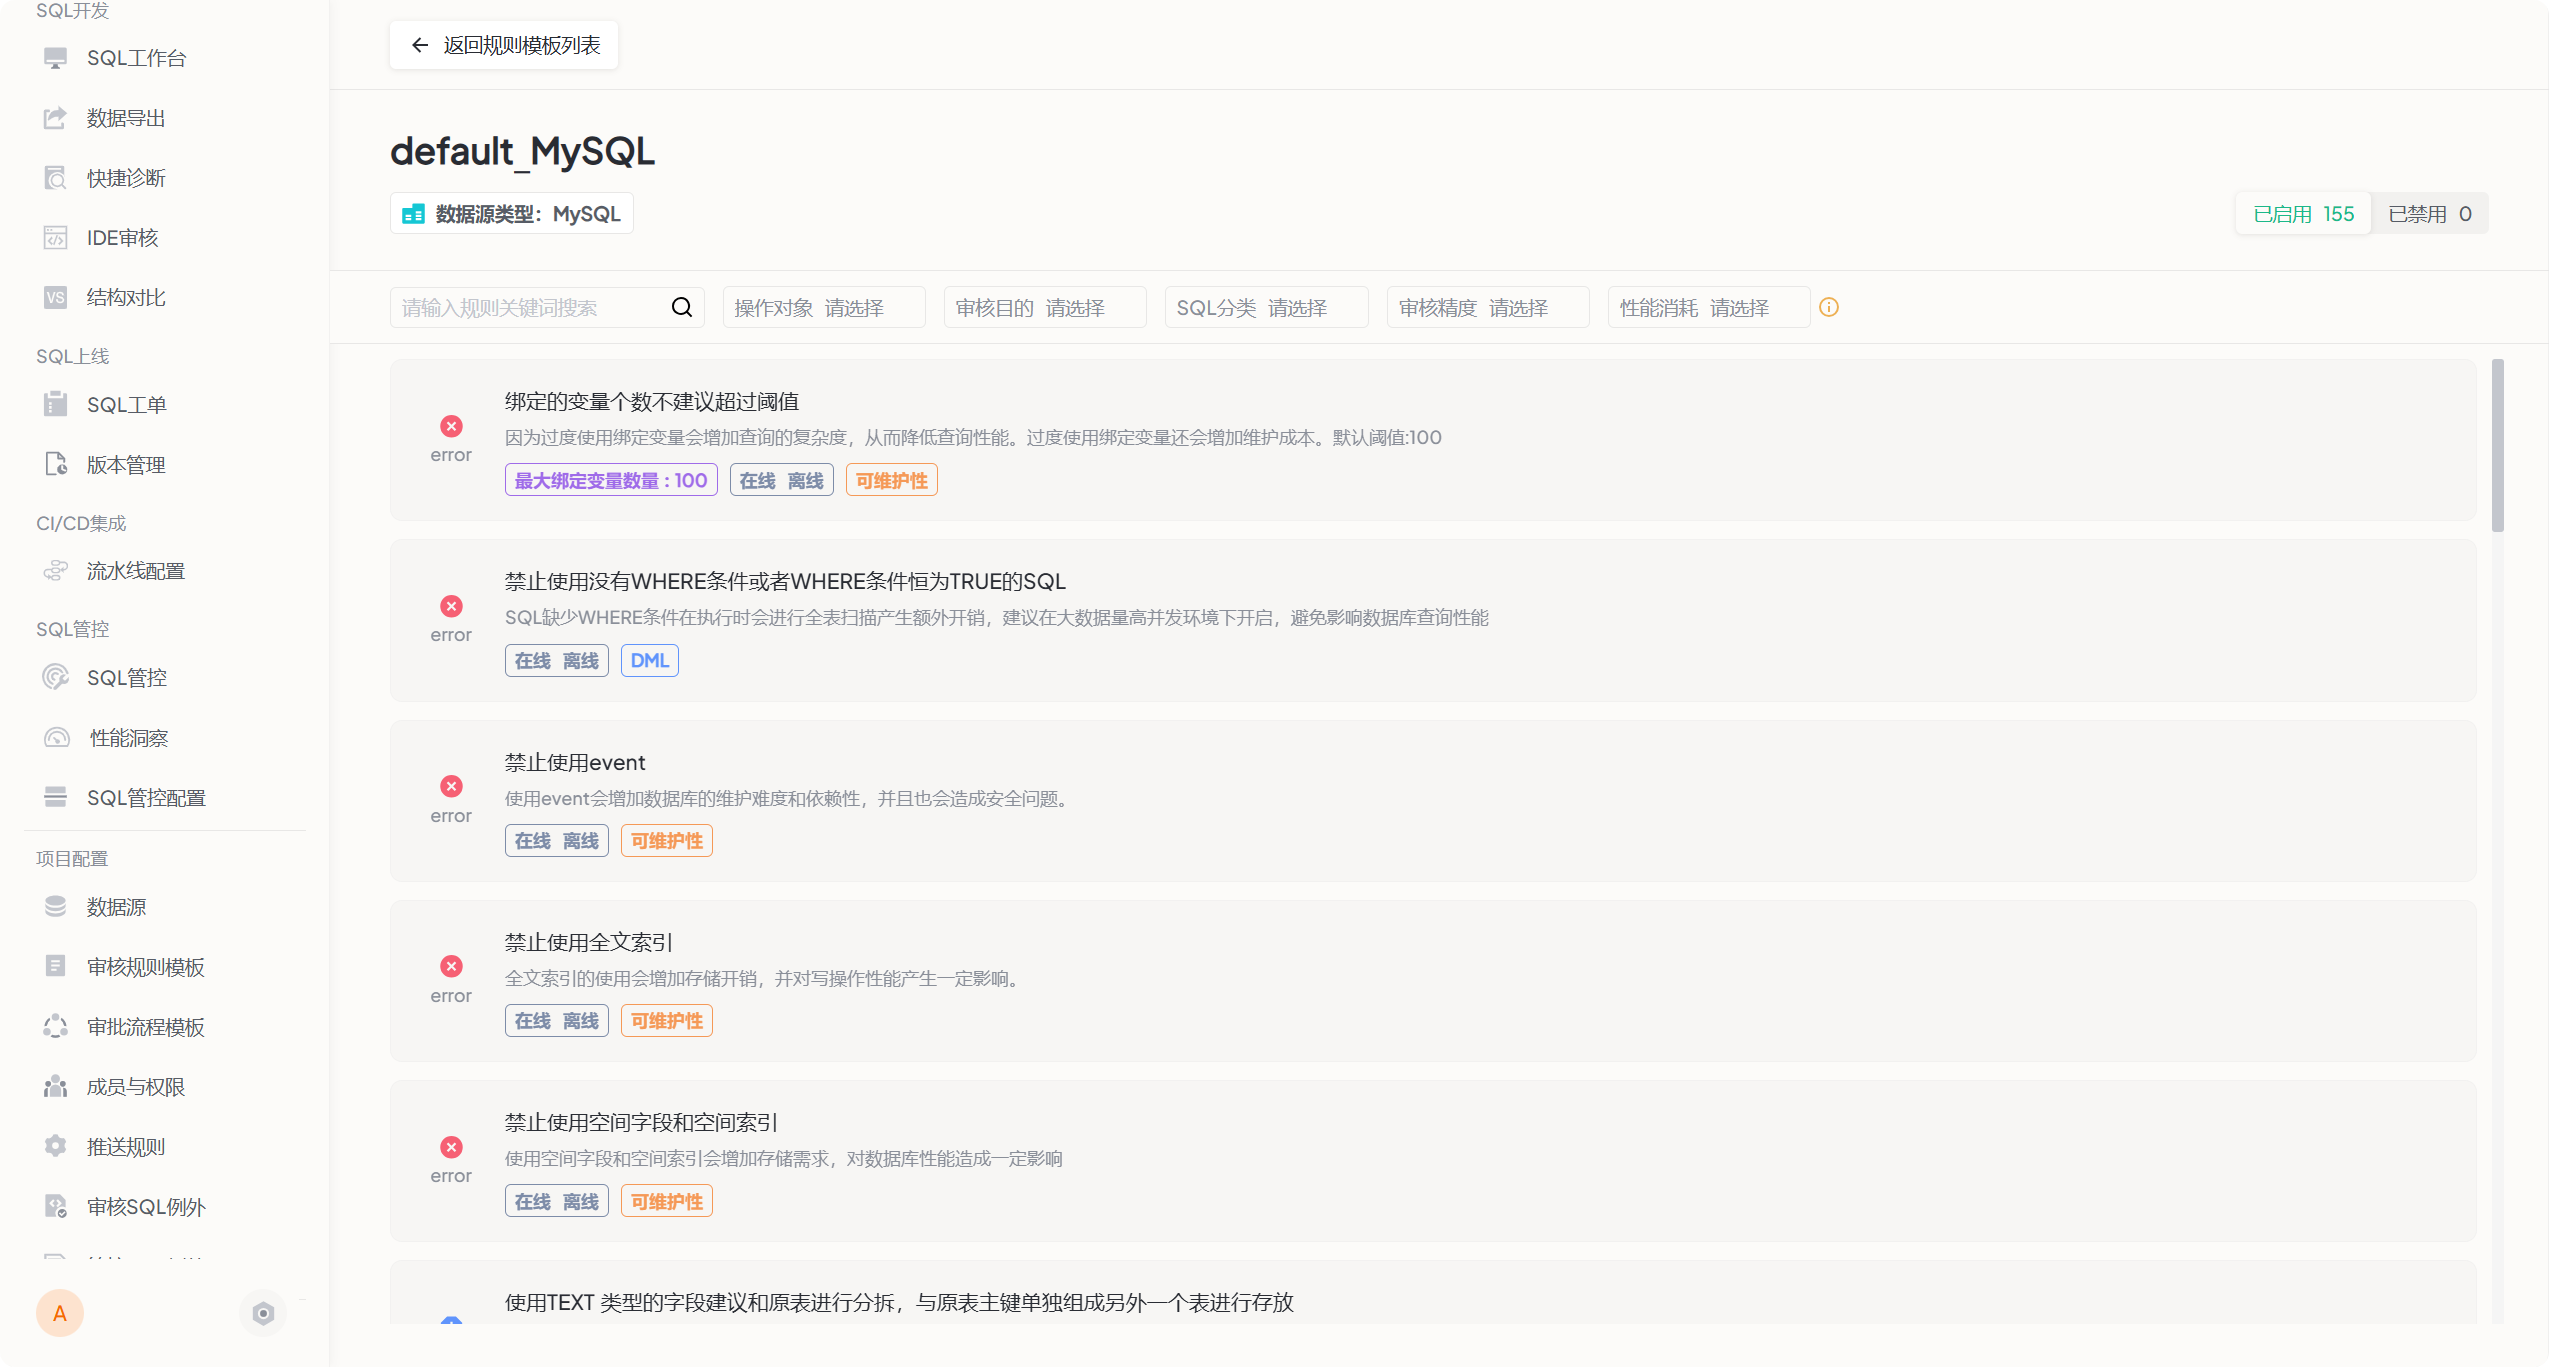 SQL开发
SQL工作台
数据导出
快捷诊断
IDE审核
VS 结构对比
SQL上线
SQL工单
版本管理
CI/CD集成
流水线配置
SQL管控
SQL管控
性能洞察
SQL管控配置
项目配置
数据源
审核规则模板
审批流程模板
成员与权限
推送规则
审核SQL例外
A
返回规则模板列表
default_MySQL
数据源类型：MySQL
已启用 155 已禁用 0
请输入规则关键词搜索 操作对象 请选择 审核目的 请选择 SQL分类 请选择 审核精度 请选择 性能消耗 请选择
绑定的变量个数不建议超过阈值
error
因为过度使用绑定变量会增加查询的复杂度，从而降低查询性能。过度使用绑定变量还会增加维护成本。默认阈值:100
最大绑定变量数量 : 100 在线 离线 可维护性
禁止使用没有WHERE条件或者WHERE条件恒为TRUE的SQL
error
SQL缺少WHERE条件在执行时会进行全表扫描产生额外开销，建议在大数据量高并发环境下开启，避免影响数据库查询性能
在线 离线 DML
禁止使用event
error
使用event会增加数据库的维护难度和依赖性，并且也会造成安全问题。
在线 离线 可维护性
禁止使用全文索引
error
全文索引的使用会增加存储开销，并对写操作性能产生一定影响。
在线 离线 可维护性
禁止使用空间字段和空间索引
error
使用空间字段和空间索引会增加存储需求，对数据库性能造成一定影响
在线 离线 可维护性
使用TEXT 类型的字段建议和原表进行分拆，与原表主键单独组成另外一个表进行存放